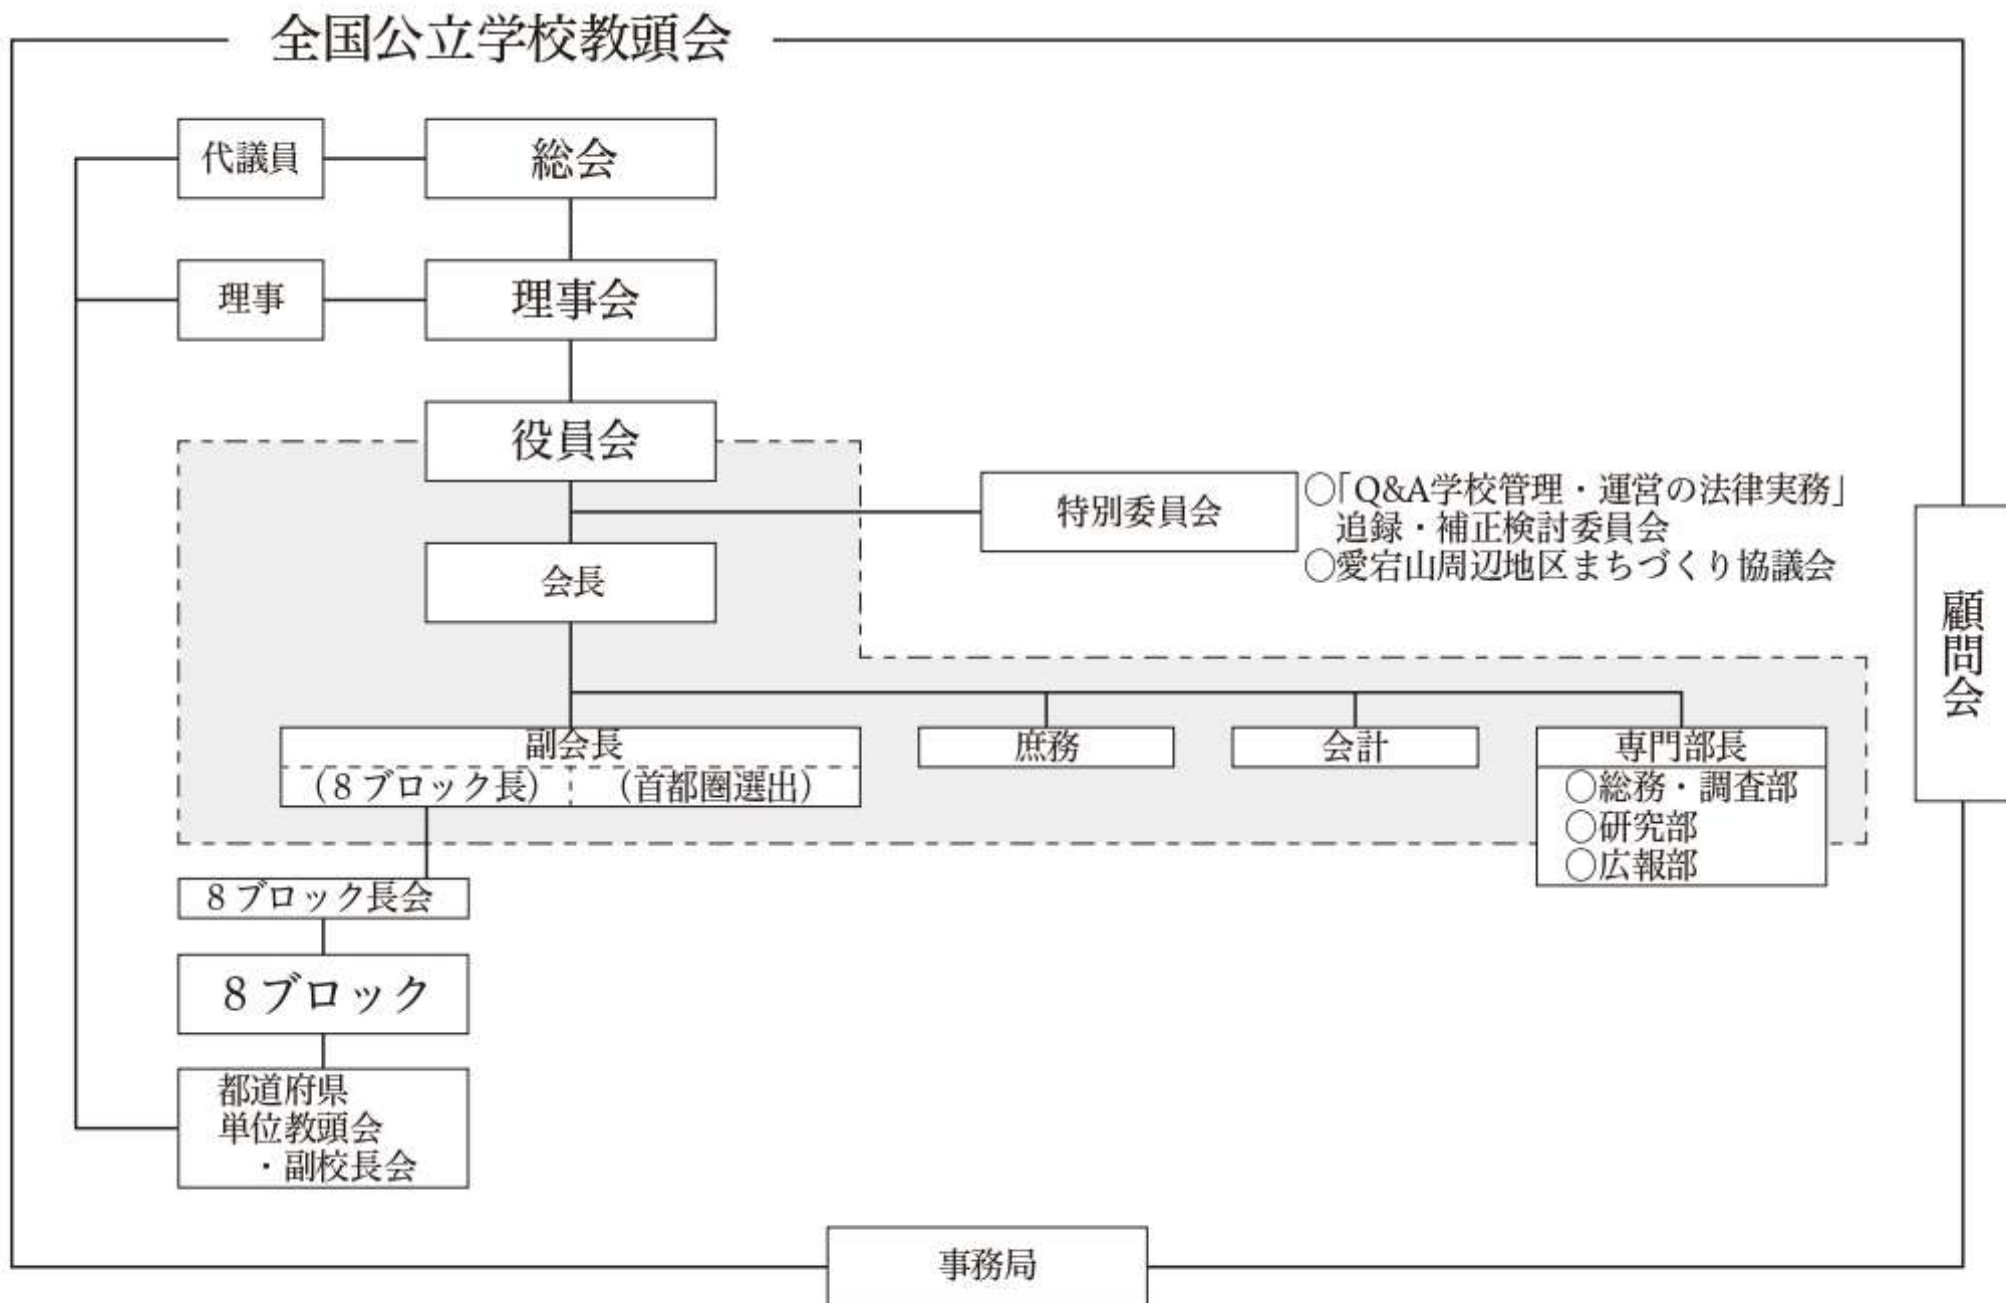 全国公立学校教頭会
代議員
総会
理事
理事会
役員会
特別委員会
○「Q&A学校管理・運営の法律実務」
追録・補正検討委員会
○愛宕山周辺地区まちづくり協議会
会長
顧問会
副会長
(8ブロック長)
(首都圏選出)
庶務
会計
専門部長
○総務・調査部
○研究部
○広報部
8ブロック長会
8ブロック
都道府県
単位教頭会
・副校長会
事務局